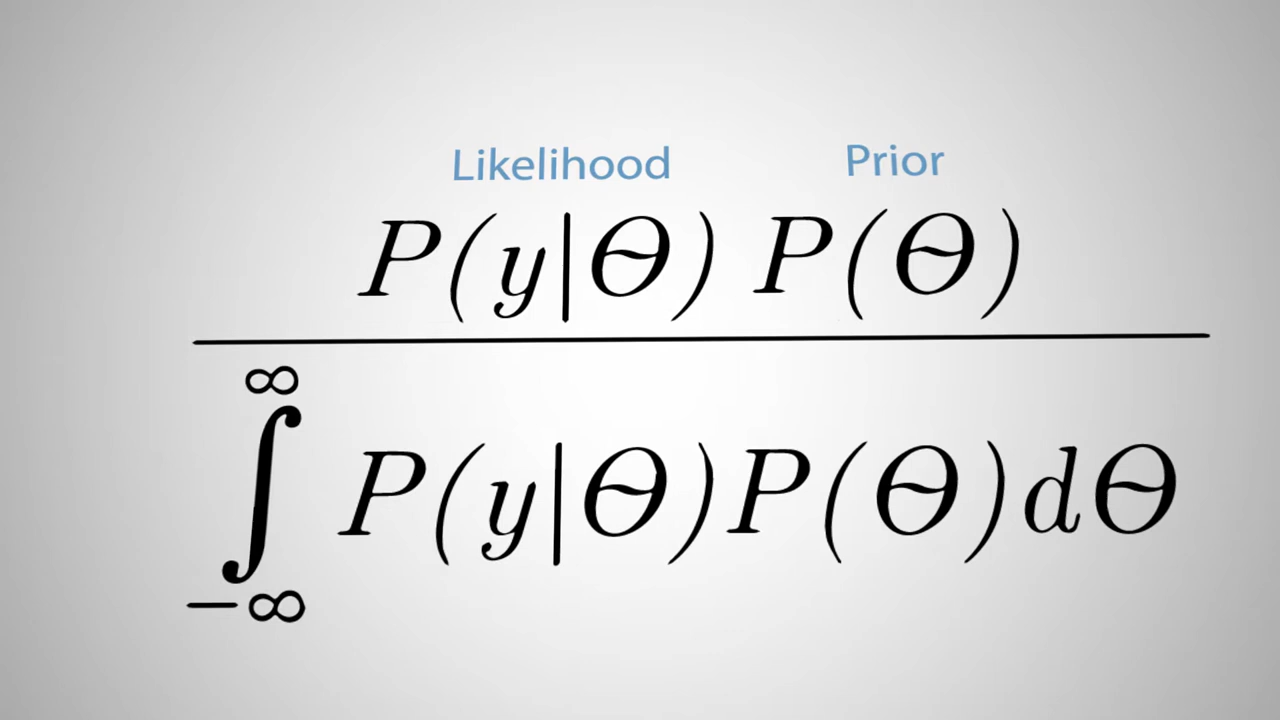 Likelihood Prior
P(y|Θ) P(Θ)
∞
∫ P(y|Θ)P(Θ)dΘ
−∞